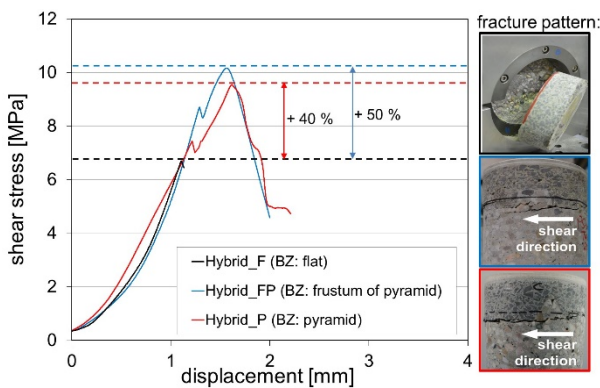 fracture pattern:
12
10
8
6
4
2
0
shear stress [MPa]
+ 40 %
+ 50 %
Hybrid_F (BZ: flat)
Hybrid_FP (BZ: frustum of pyramid)
Hybrid_P (BZ: pyramid)
0
1
2
3
4
displacement [mm]
shear
direction
shear
direction